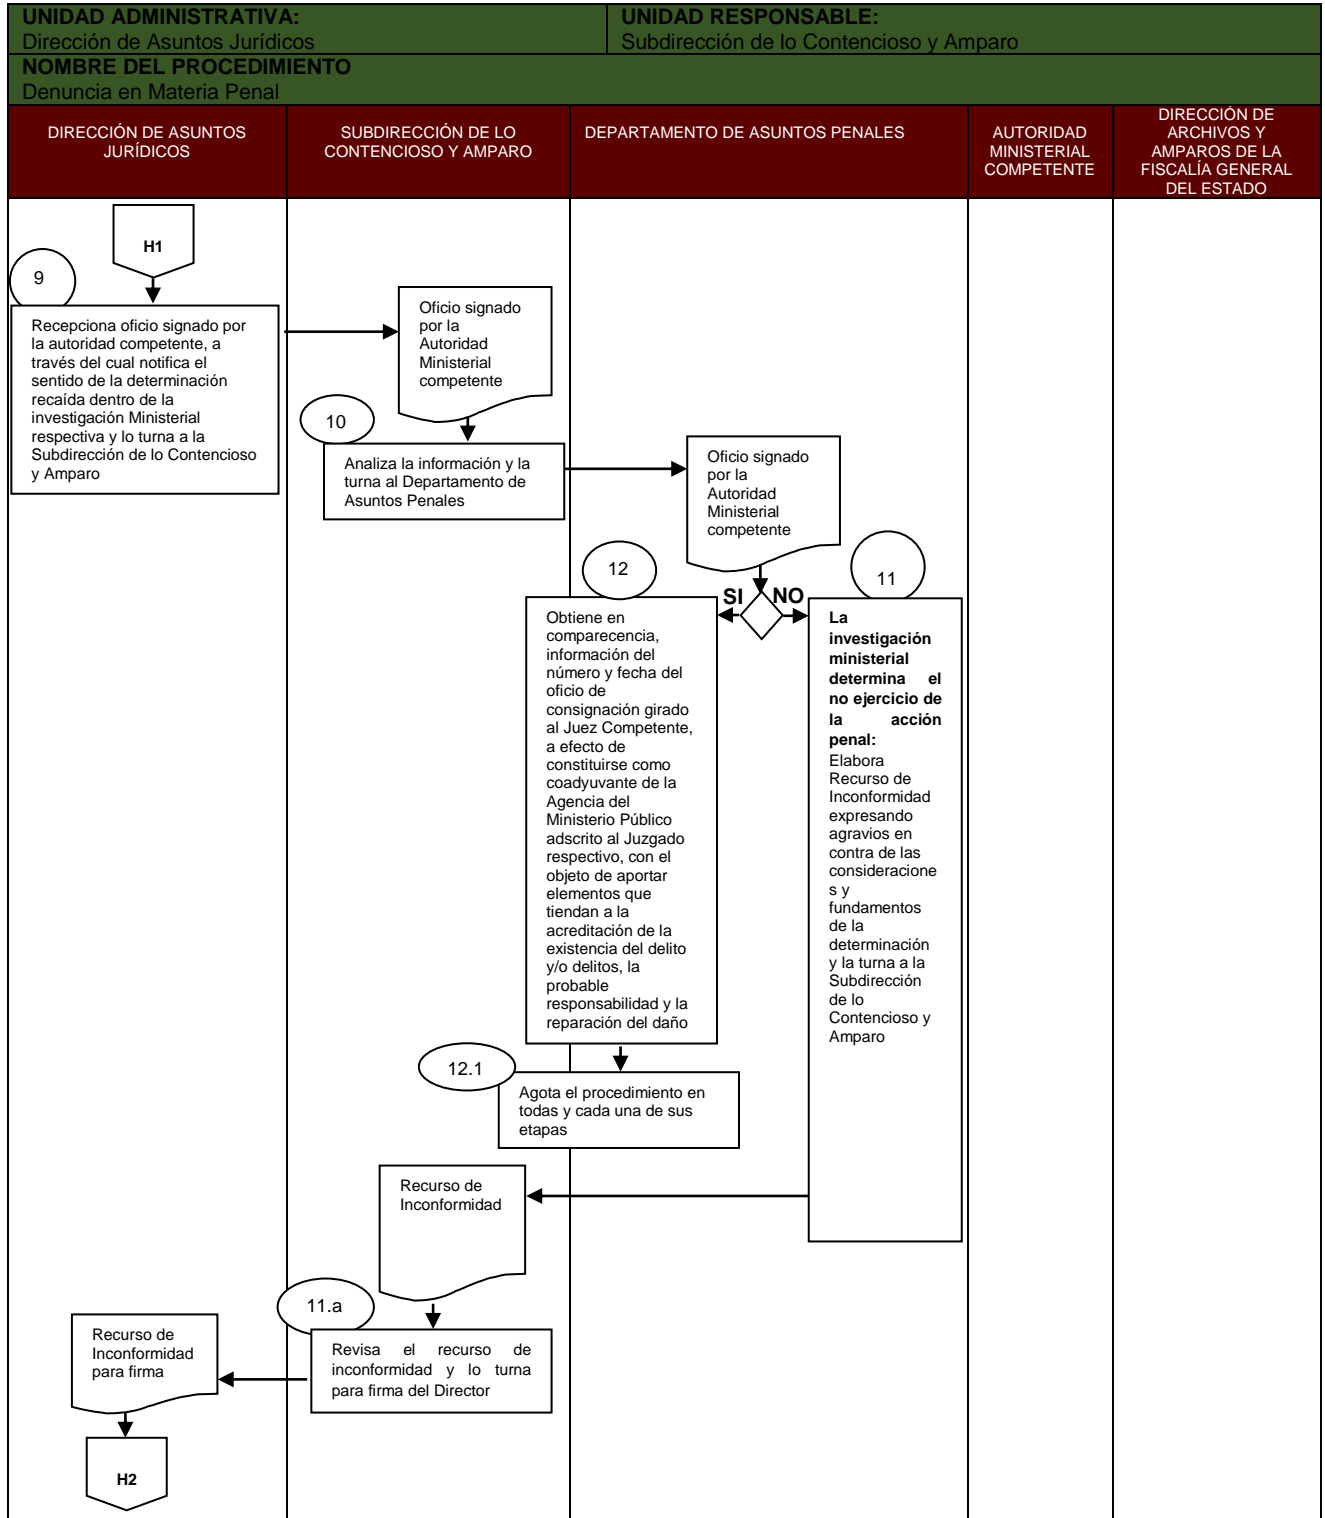 UNIDAD ADMINISTRATIVA:
Dirección de Asuntos Jurídicos
UNIDAD RESPONSABLE:
Subdirección de lo Contencioso y Amparo
NOMBRE DEL PROCEDIMIENTO
Denuncia en Materia Penal
DIRECCIÓN DE ASUNTOS
JURÍDICOS
SUBDIRECCIÓN DE LO
CONTENCIOSO Y AMPARO
DEPARTAMENTO DE ASUNTOS PENALES
AUTORIDAD
MINISTERIAL
COMPETENTE
DIRECCIÓN DE
ARCHIVOS Y
AMPAROS DE LA
FISCALÍA GENERAL
DEL ESTADO
H1
9
Recepciona oficio signado por
la autoridad competente, a
través del cual notifica el
sentido de la determinación
recaída dentro de la
investigación Ministerial
respectiva y lo turna a la
Subdirección de lo Contencioso
y Amparo
Oficio signado
por la
Autoridad
Ministerial
competente
10
Analiza la información y la
turna al Departamento de
Asuntos Penales
Oficio signado
por la
Autoridad
Ministerial
competente
SI
NO
12
Obtiene en
comparecencia,
información del
número y fecha del
oficio de
consignación girado
al Juez Competente,
a efecto de
constituirse como
coadyuvante de la
Agencia del
Ministerio Público
adscrito al Juzgado
respectivo, con el
objeto de aportar
elementos que
tiendan a la
acreditación de la
existencia del delito
y/o delitos, la
probable
responsabilidad y la
reparación del daño
11
La
investigación
ministerial
determina el
no ejercicio de
la acción
penal:
Elabora
Recurso de
Inconformidad
expresando
agravios en
contra de las
consideracione
s y
fundamentos
de la
determinación
y la turna a la
Subdirección
de lo
Contencioso y
Amparo
12.1
Agota el procedimiento en
todas y cada una de sus
etapas
Recurso de
Inconformidad
11.a
Revisa el recurso de
inconformidad y lo turna
para firma del Director
Recurso de
Inconformidad
para firma
H2